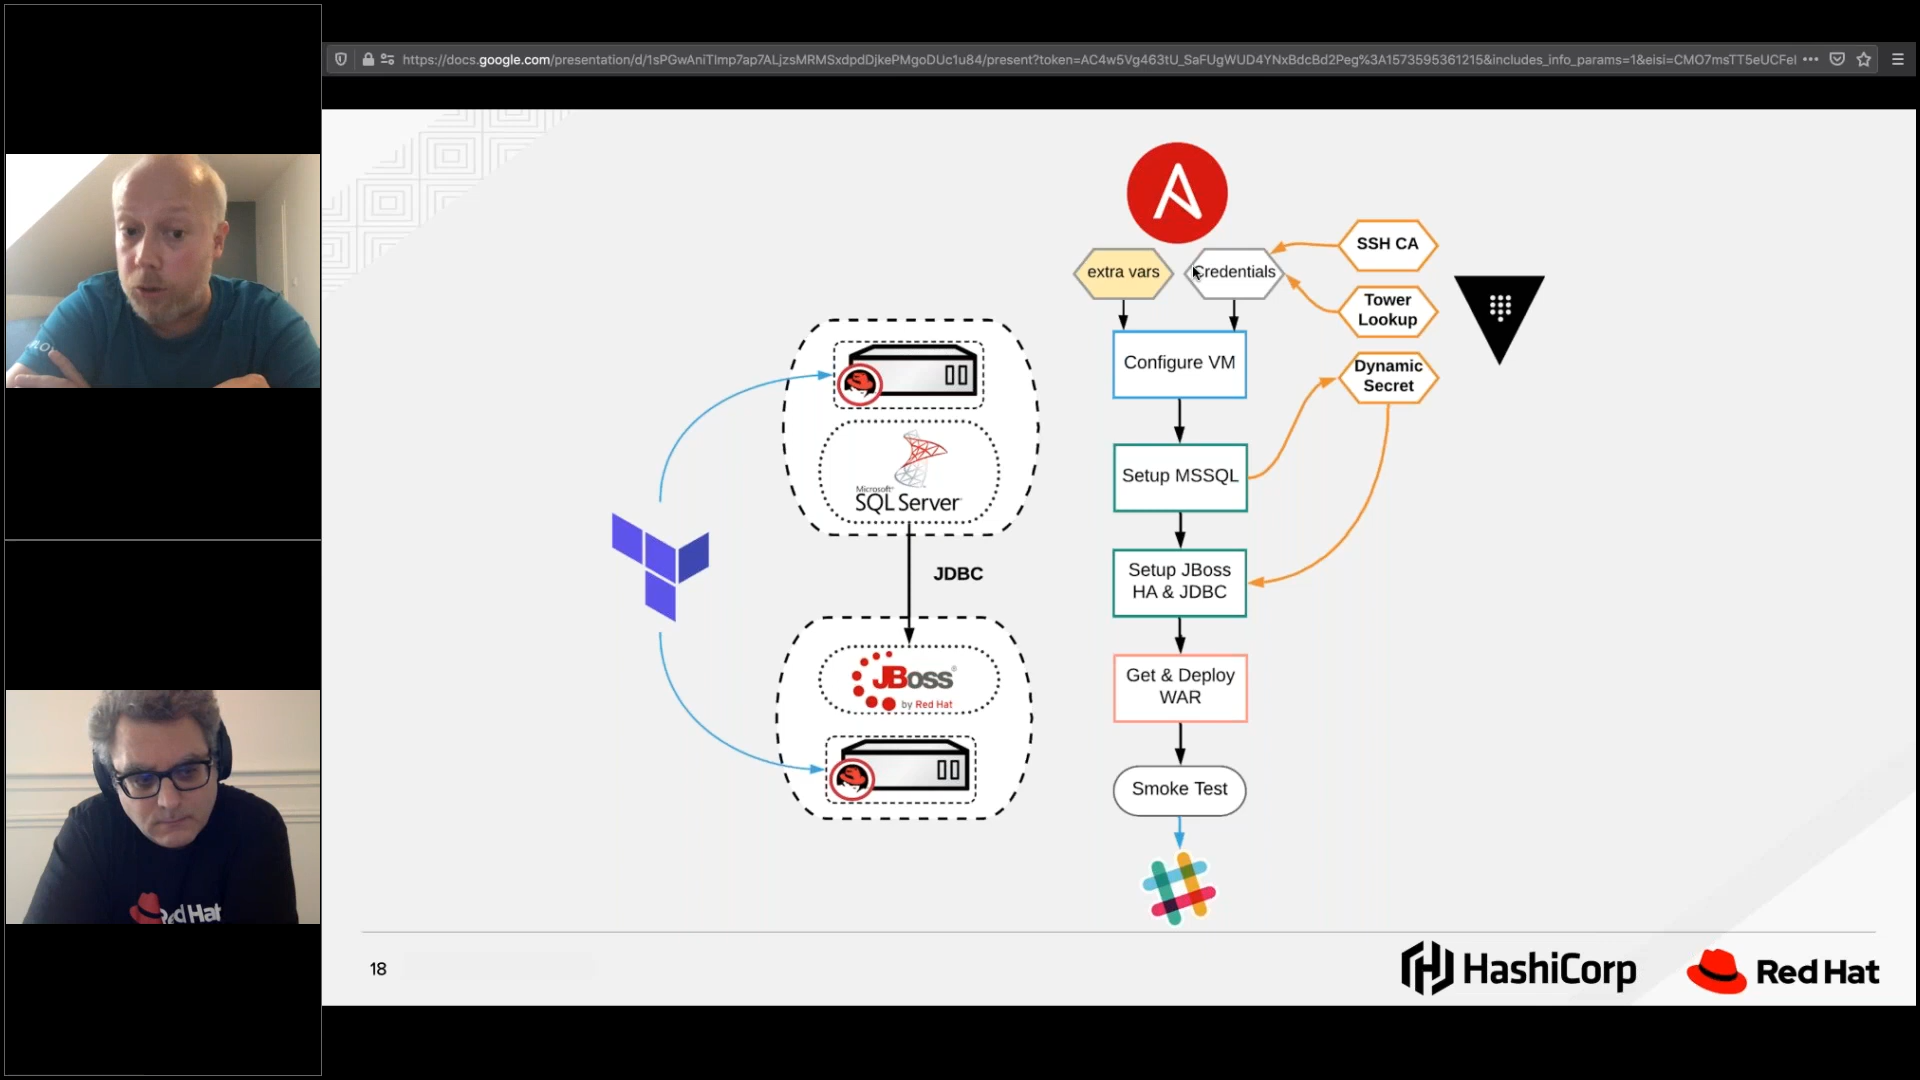 https://docs.google.com/presentation/d/1sPGwAniTImp7ap7ALjzsMRMSxdpdDjkePMgoDUc1u84/present?token=AC4w5Vg463tU_SaFUgWUD4YNxBdcBd2Peg%3A1573595361215&includes_info_params=1&eisi=CMO7msTT5eUCFeI
extra vars
Credentials
SSH CA
Tower
Lookup
Dynamic
Secret
Configure VM
Setup MSSQL
Setup JBoss
HA & JDBC
Get & Deploy
WAR
Smoke Test
Microsoft
SQL Server
JDBC
JBoss
by Red Hat
Red Hat
18
HashiCorp
Red Hat